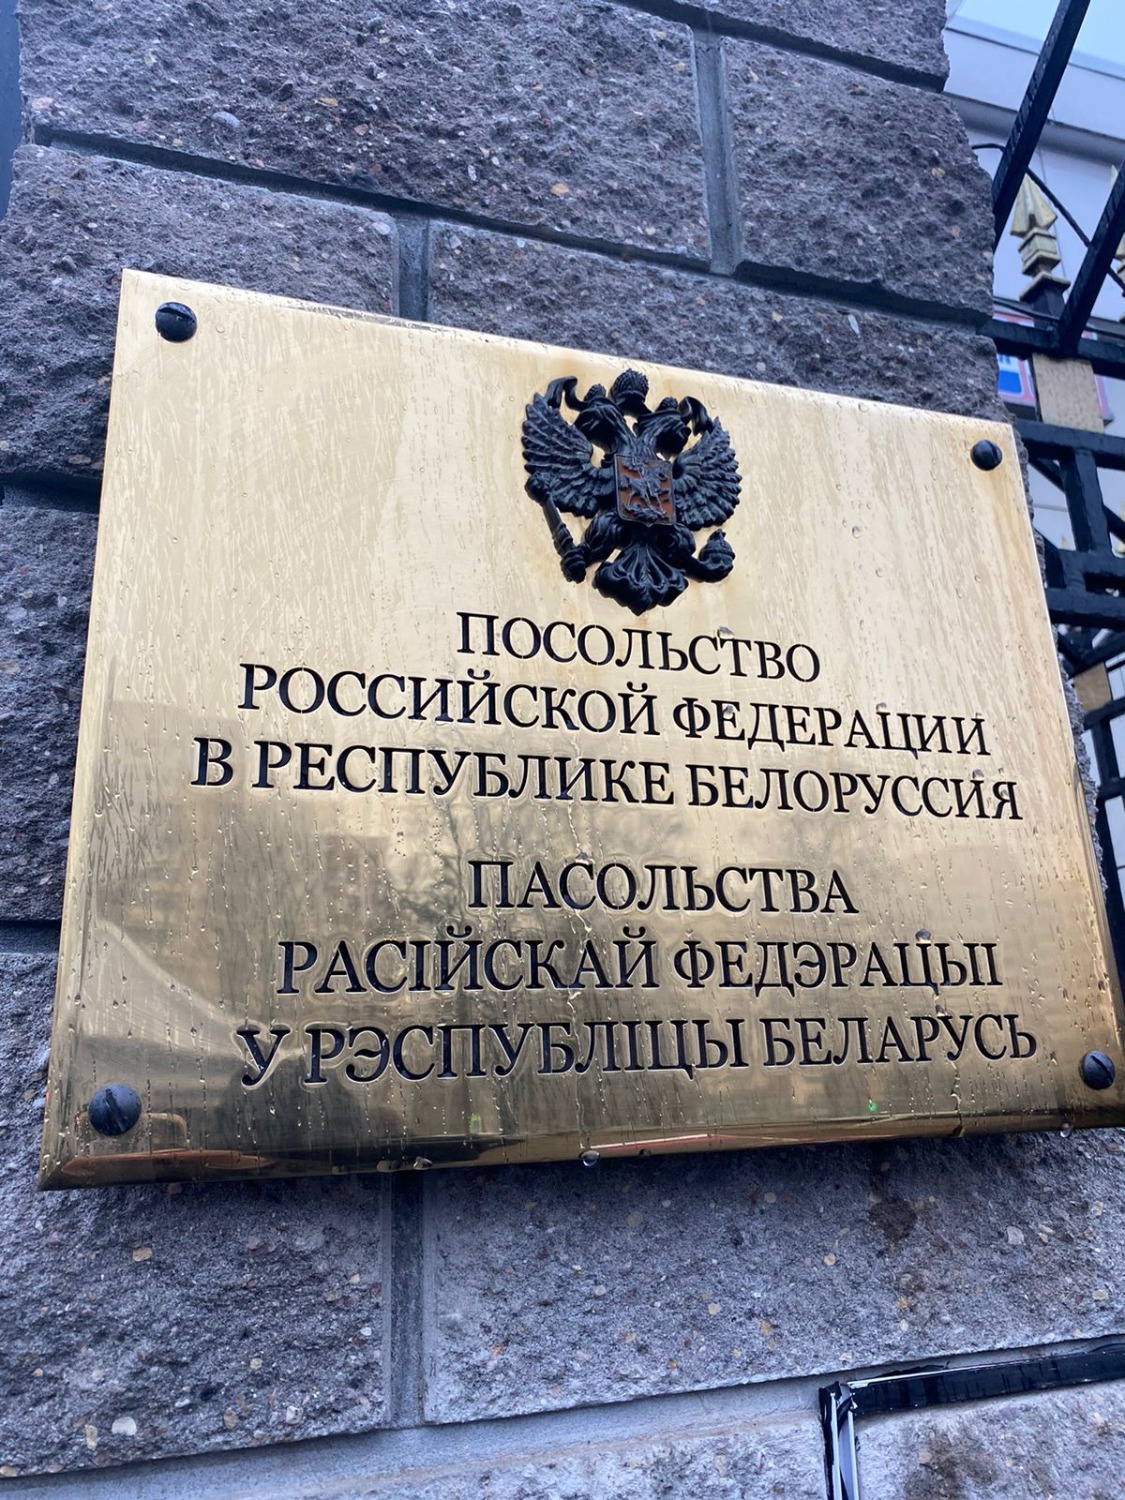 ПОСОЛЬСТВО
РОССИЙСКОЙ ФЕДЕРАЦИИ
В РЕСПУБЛИКЕ БЕЛОРУССИЯ
ПАСОЛЬСТВА
РАСІЙСКАЙ ФЕДЭРАЦЫІ
У РЭСПУБЛІЦЫ БЕЛАРУСЬ